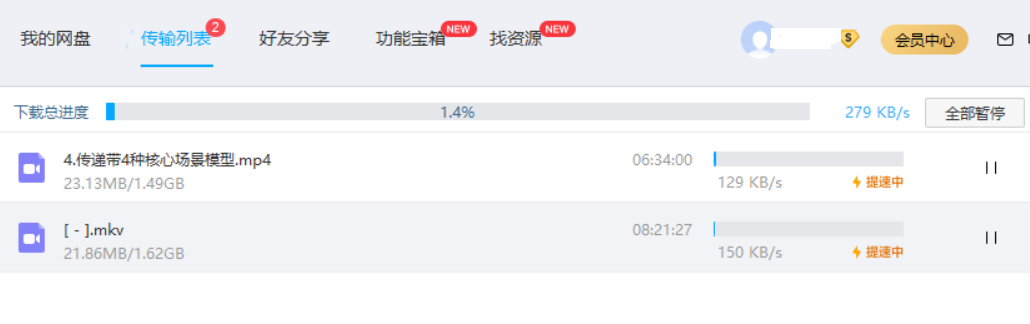 我的网盘 传输列表 2 好友分享 功能宝箱 NEW 找资源 NEW S 会员中心
下载总进度 1.4% 279 KB/s 全部暂停
4.传递带4种核心场景模型.mp4 06:34:00
23.13MB/1.49GB 129 KB/s 提速中
[ - ].mkv 08:21:27
21.86MB/1.62GB 150 KB/s 提速中